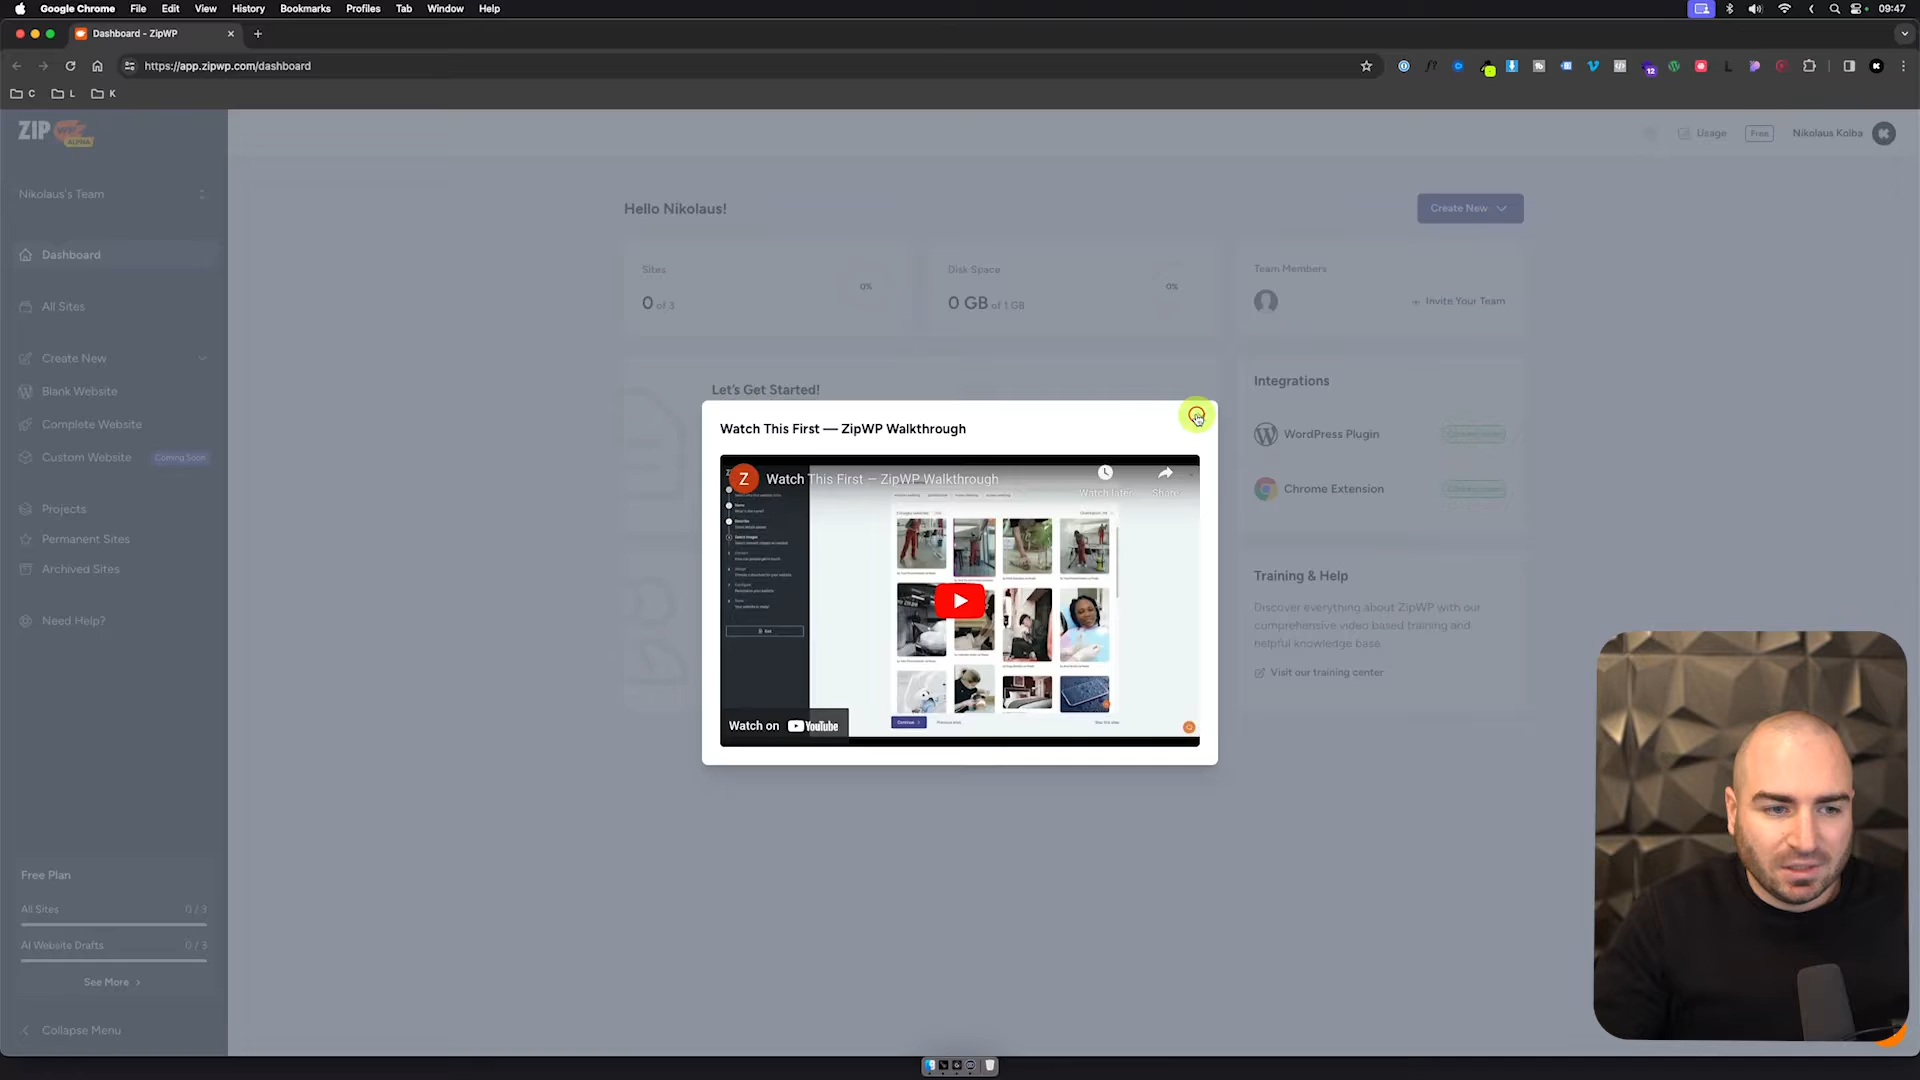 Google Chrome File Edit View History Bookmarks Profiles Tab Window Help 09:47
Dashboard - ZipWP
https://app.zipwp.com/dashboard
12
C L K
ZIP WP ALPHA
Usage Free Nikolaus Kolba K
Nikolaus's Team
Hello Nikolaus!
Create New
Dashboard
All Sites
Create New
Blank Website
Complete Website
Custom Website Coming Soon
Projects
Permanent Sites
Archived Sites
Need Help?
Sites
0 of 3
0%
Disk Space
0 GB of 1 GB
0%
Team Members
Invite Your Team
Let's Get Started!
Watch This First — ZipWP Walkthrough
Z Watch This First – ZipWP Walkthrough
Watch later Share
Exit
Continue
Watch on YouTube
Integrations
WordPress Plugin
Chrome Extension
Training & Help
Discover everything about ZipWP with our
comprehensive video based training and
helpful knowledge base
Visit our training center
Free Plan
All Sites 0 / 3
AI Website Drafts 0 / 3
See More >
Collapse Menu